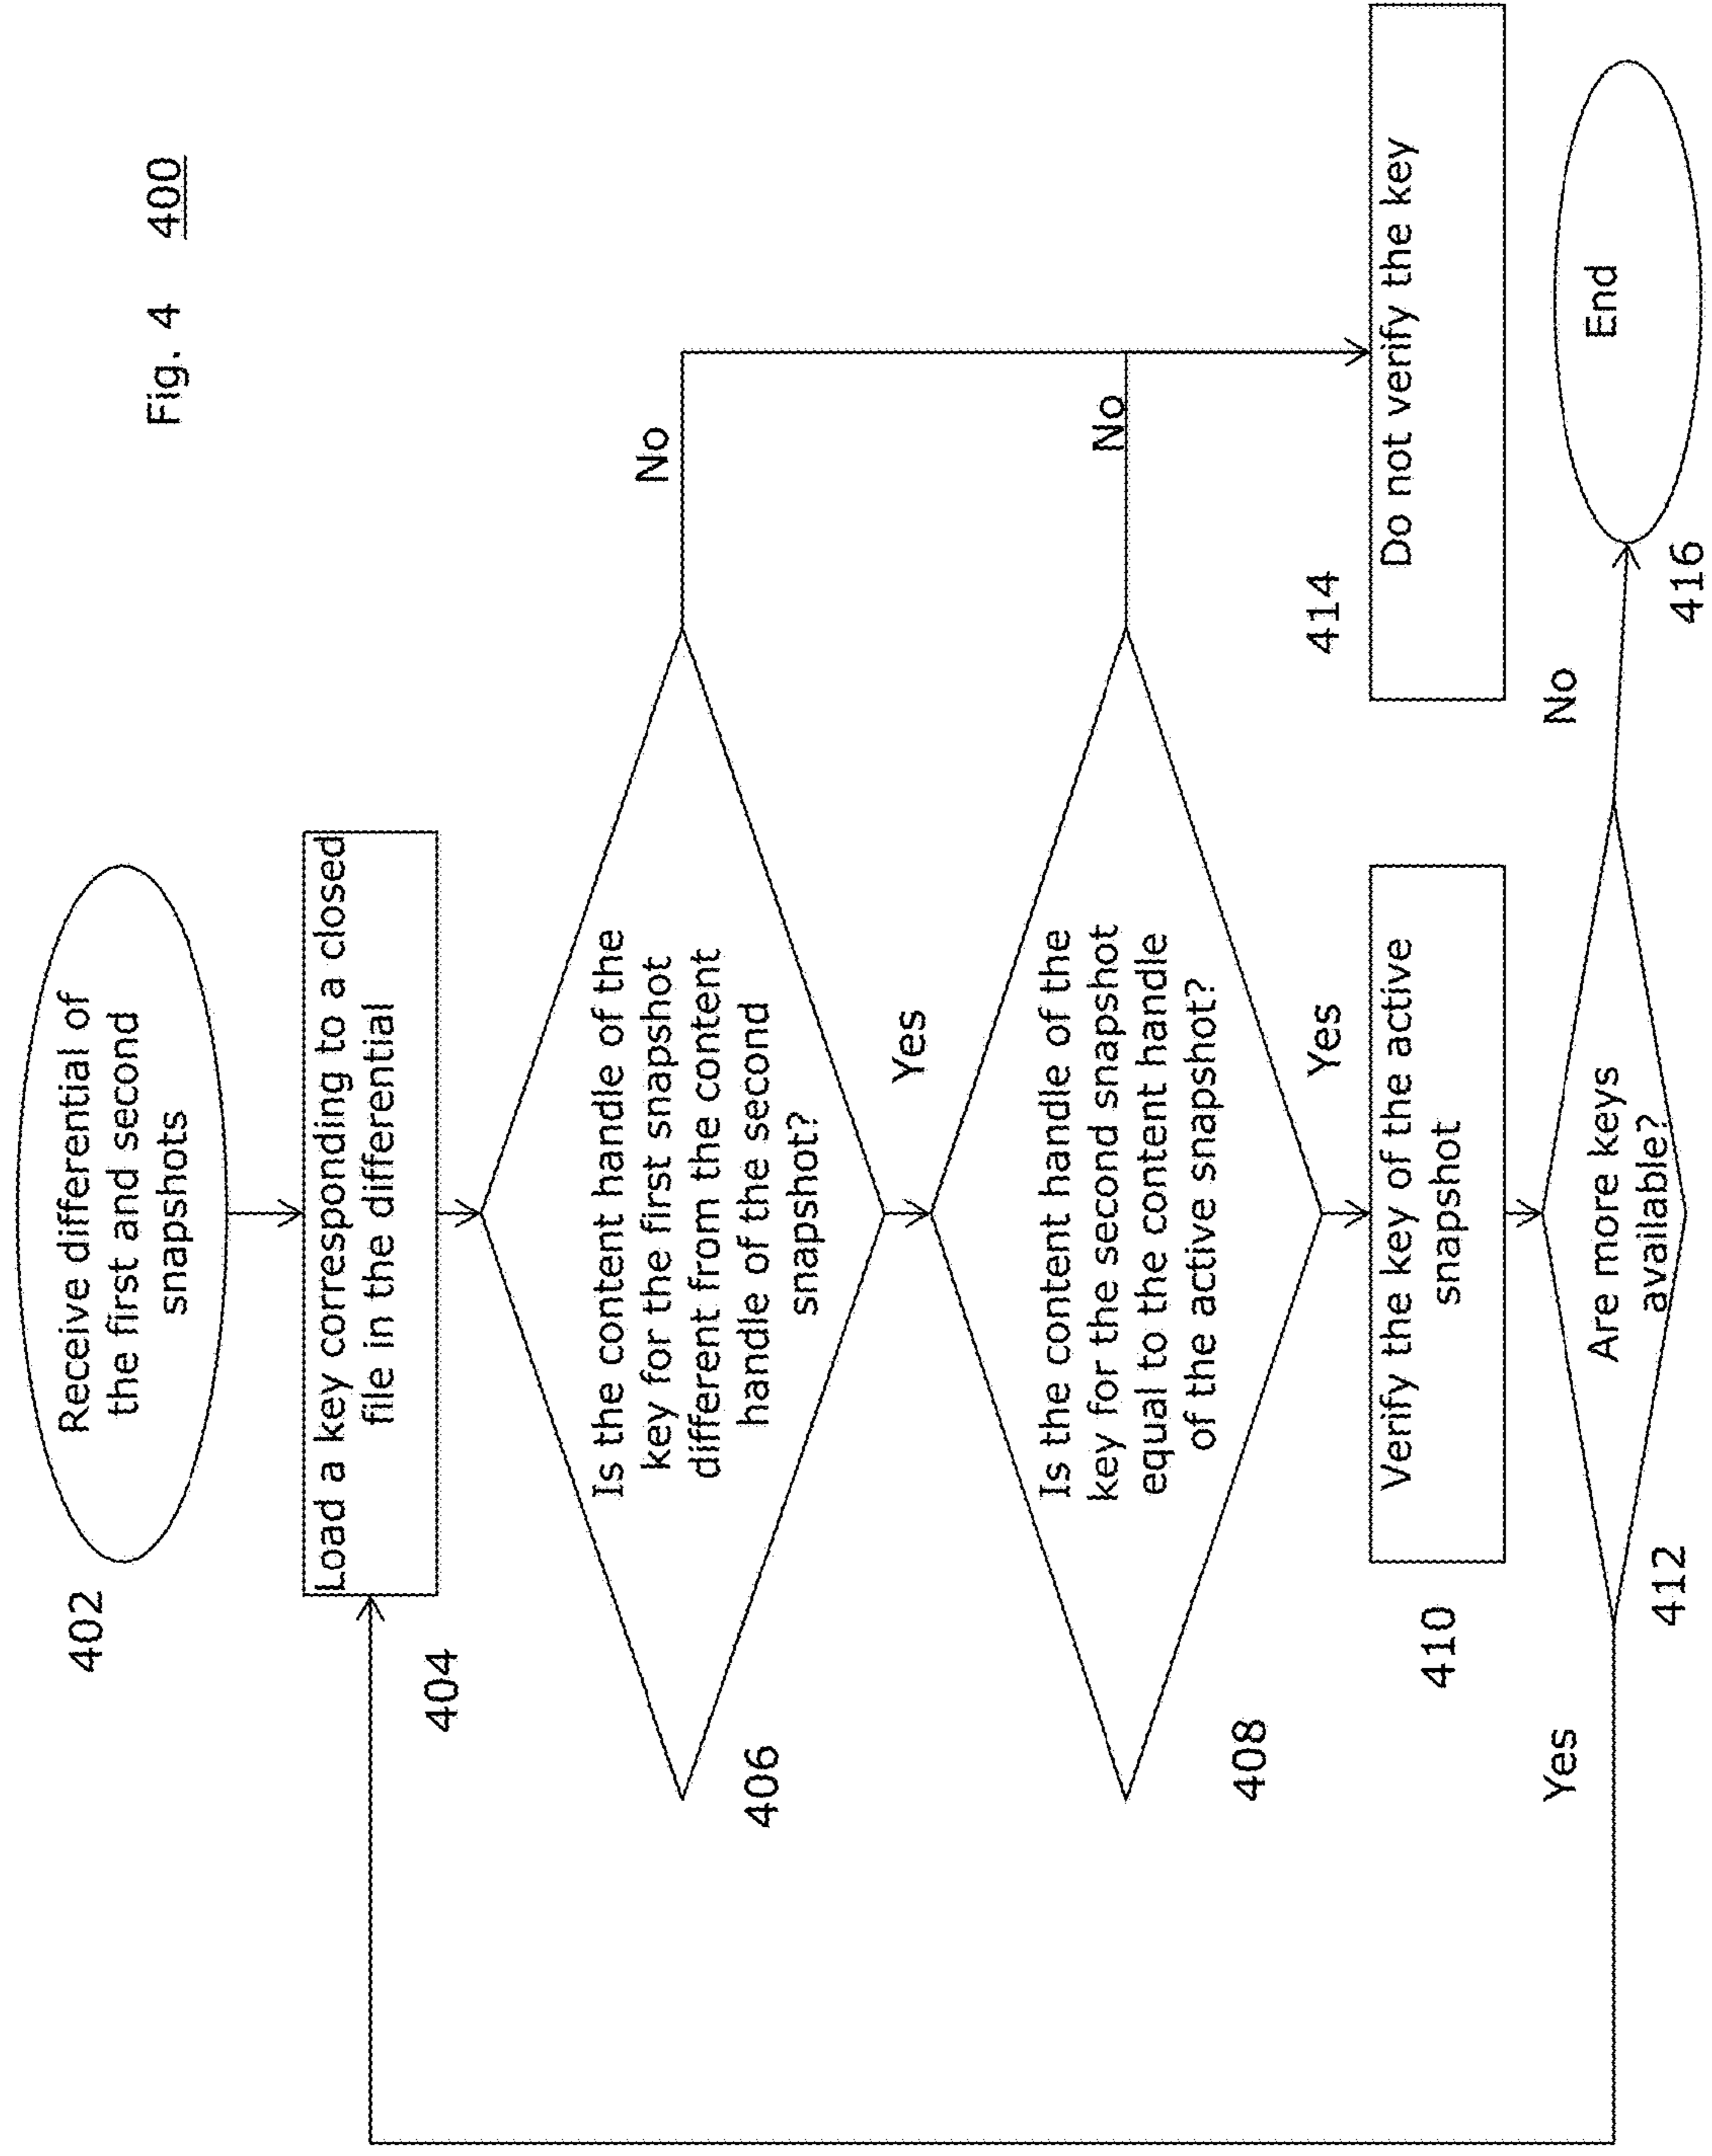 Fig. 4 400
402
Receive differential of
the first and second
snapshots
404
Load a key corresponding to a closed
file in the differential
406
Is the content handle of the
key for the first snapshot
different from the content
handle of the second
snapshot?
No
Yes
408
Is the content handle of the
key for the second snapshot
equal to the content handle
of the active snapshot?
No
Yes
410
Verify the key of the active
snapshot
414
Do not verify the key
Yes
412
Are more keys
available?
No
416
End